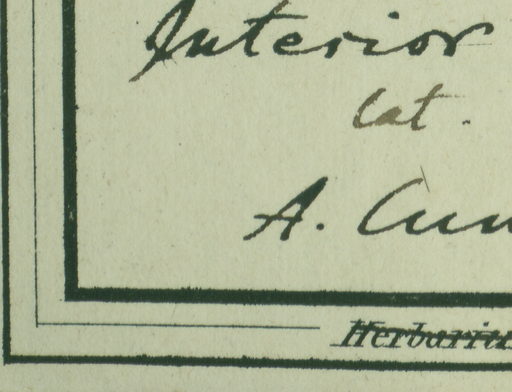 Interior
Lat.
A. Cun
Herbariu